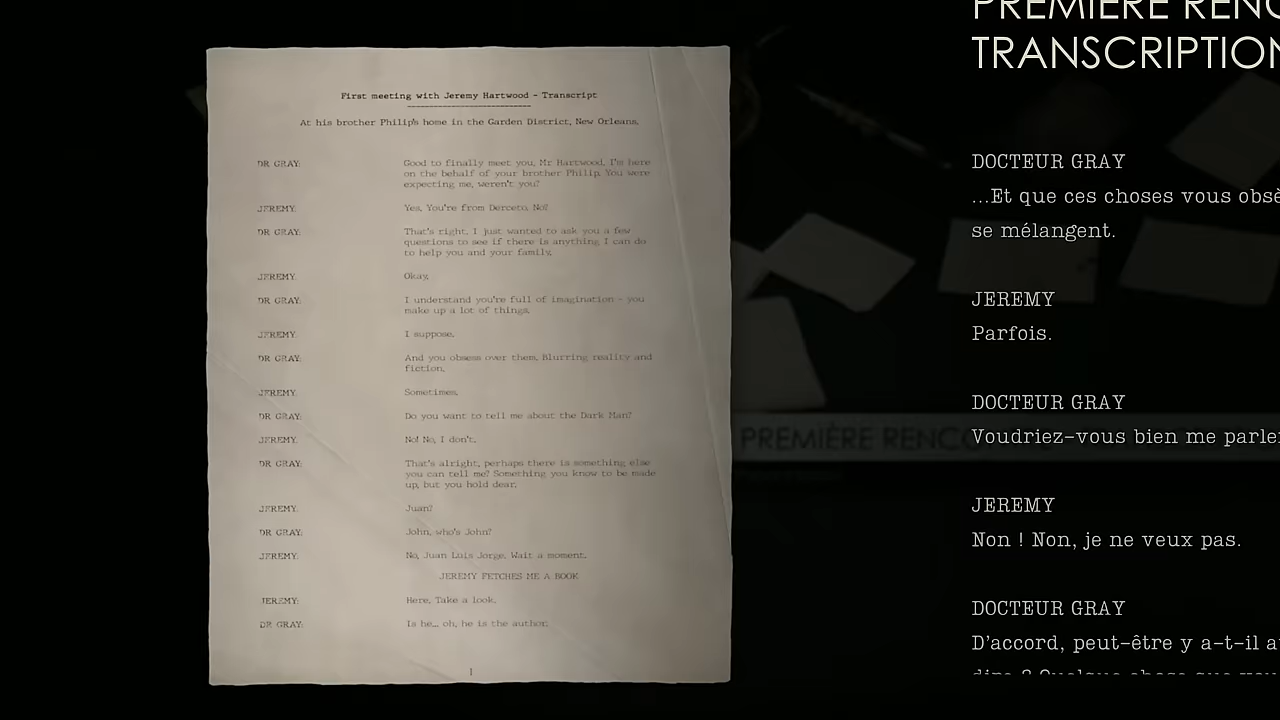 First meeting with Jeremy Hartwood - Transcript
At his brother Philip's home in the Garden District, New Orleans.
DR GRAY: Good to finally meet you, Mr Hartwood, I'm here
on the behalf of your brother Philip. You were
expecting me, weren't you?
JEREMY: Yes, You're from Derceto, No?
DR GRAY: That's right, I just wanted to ask you a few
questions to see if there is anything I can do
to help you and your family.
JEREMY: Okay.
DR GRAY: I understand you're full of imagination - you
make up a lot of things.
JEREMY: I suppose.
DR GRAY: And you obsess over them, Blurring reality and
fiction.
JEREMY: Sometimes.
DR GRAY: Do you want to tell me about the Dark Man?
JEREMY: No! No, I don't.
DR GRAY: That's alright, perhaps there is something else
you can tell me? Something you know to be made
up, but you hold dear.
JEREMY: Juan?
DR GRAY: John, who's John?
JEREMY: No, Juan Luis Jorge. Wait a moment.
JEREMY FETCHES ME A BOOK
JEREMY: Here, Take a look.
DR GRAY: Is he... oh, he is the author.
1
PREMIÈRE
PREMIÈRE
TRANSCRIPTION
DOCTEUR GRAY
...Et que ces choses vous
se mélangent.
JEREMY
Parfois.
DOCTEUR GRAY
Voudriez-vous bien me
JEREMY
Non ! Non, je ne veux pas.
DOCTEUR GRAY
D'accord, peut-être y a-t-il